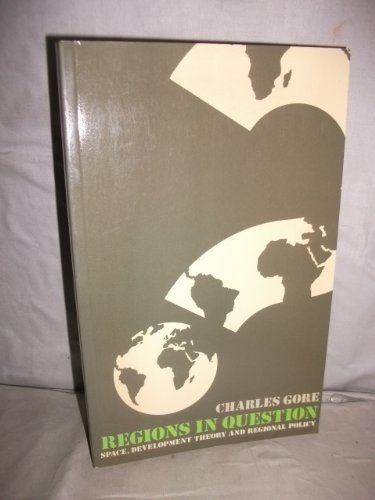 CHARLES GORE
REGIONS IN QUESTION
SPACE, DEVELOPMENT THEORY AND REGIONAL POLICY